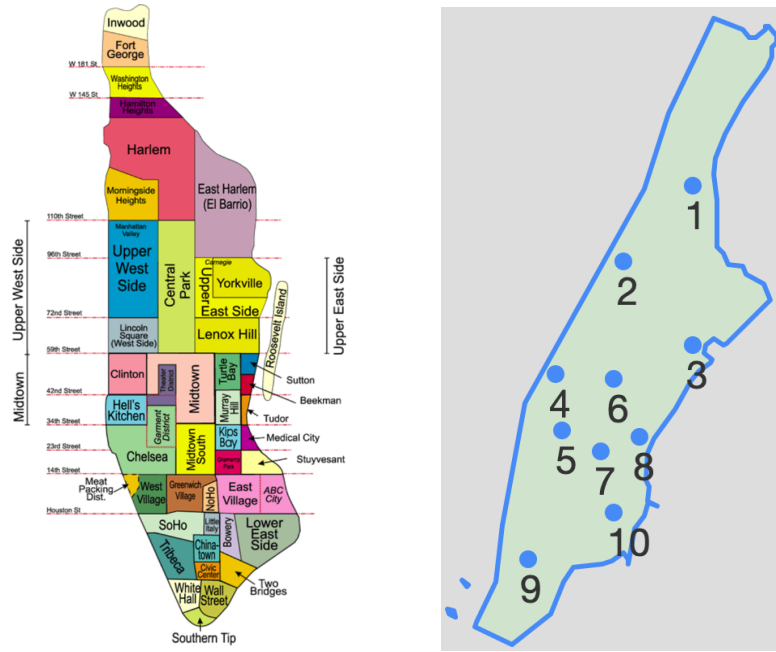 Inwood
Fort
George
W 181 St
Washington
Heights
W 145 St
Hamilton
Heights
Harlem
Morningside
Heights
East Harlem
(El Barrio)
110th Street
Manhattan
Valley
Upper
West
Side
Central
Park
96th Street
Carnegie
Yorkville
Upper
East Side
72nd Street
Lincoln
Square
(West Side)
Lenox Hill
59th Street
Upper West Side
Upper East Side
Roosevelt Island
Midtown
Clinton
Theater
District
Midtown
Turtle
Bay
Sutton
Beekman
42nd Street
Hell's
Kitchen
Garment
District
Murray
Hill
Tudor
34th Street
Kips
Bay
Medical City
23rd Street
Chelsea
Midtown
South
Gramercy
Park
Stuyvesant
14th Street
Meat
Packing
Dist.
West
Village
Greenwich
Village
NoHo
East
Village
ABC
City
Houston St
SoHo
Little
Italy
Bowery
Lower
East
Side
Tribeca
China-
town
Civic
Center
Two
Bridges
White
Hall
Wall
Street
Southern Tip
1
2
3
4
6
5
7
8
10
9